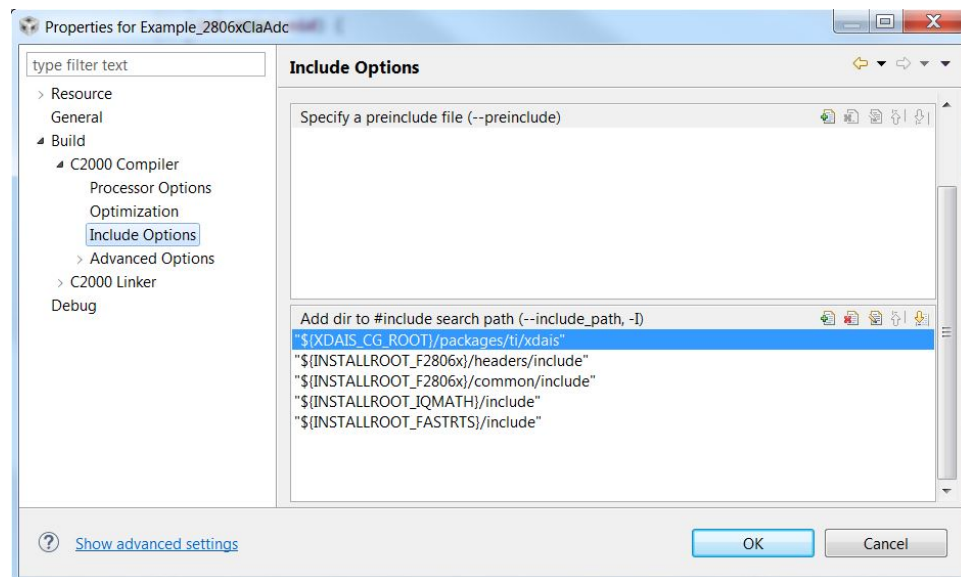 Properties for Example_2806xClaAdc
type filter text
Resource
General
Build
C2000 Compiler
Processor Options
Optimization
Include Options
Advanced Options
C2000 Linker
Debug
Include Options
Specify a preinclude file (--preinclude)
Add dir to #include search path (--include_path, -I)
"${XDAIS_CG_ROOT}/packages/ti/xdais"
"${INSTALLROOT_F2806x}/headers/include"
"${INSTALLROOT_F2806x}/common/include"
"${INSTALLROOT_IQMATH}/include"
"${INSTALLROOT_FASTRTS}/include"
Show advanced settings
OK
Cancel